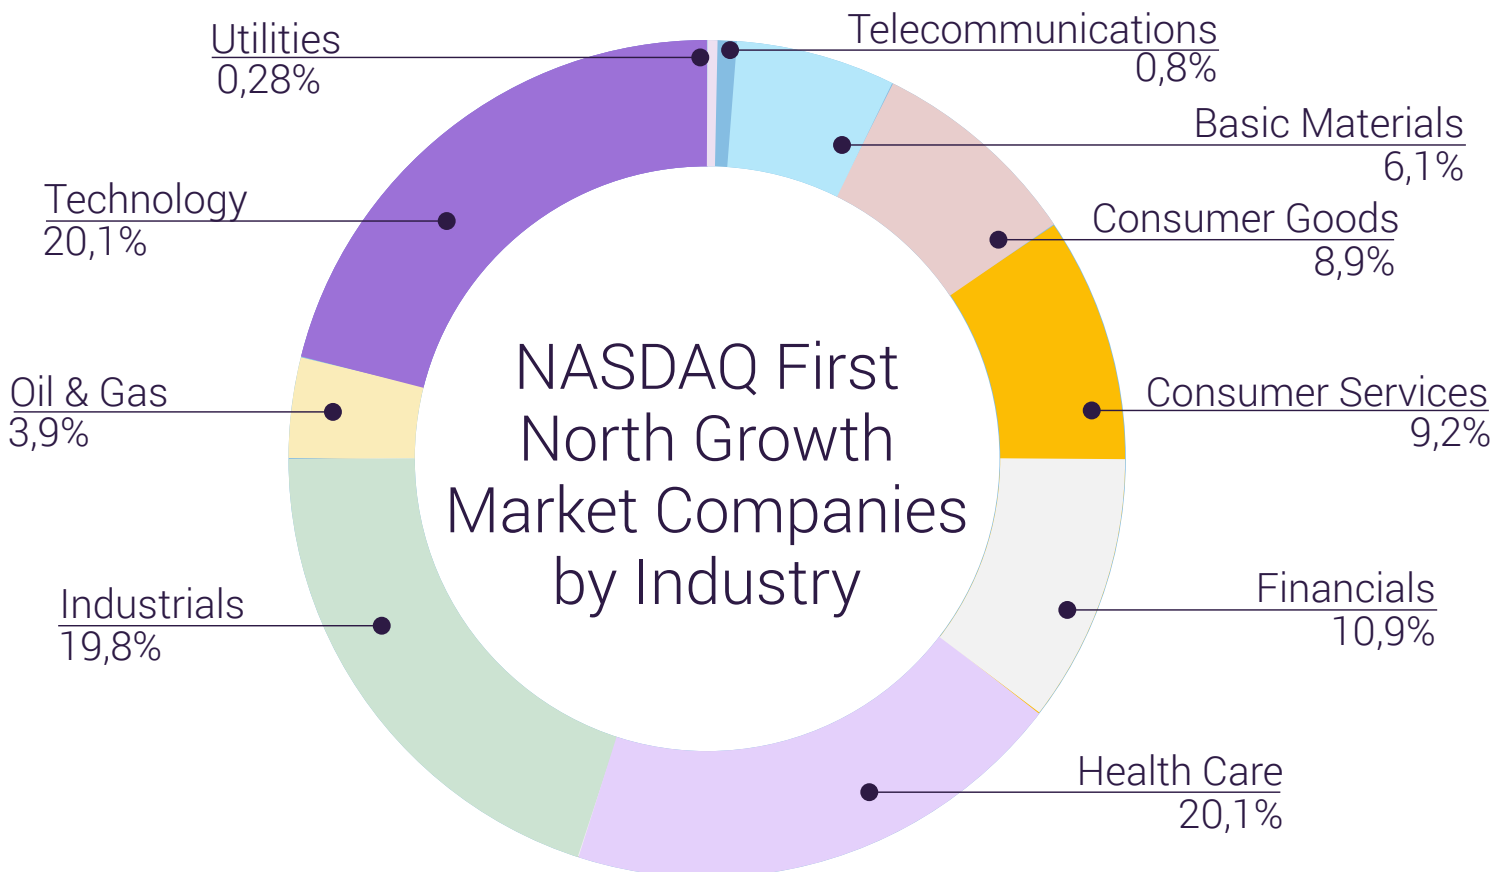 Utilities
0,28%
Telecommunications
0,8%
Basic Materials
6,1%
Technology
20,1%
Consumer Goods
8,9%
NASDAQ First
North Growth
Market Companies
by Industry
Oil & Gas
3,9%
Consumer Services
9,2%
Industrials
19,8%
Financials
10,9%
Health Care
20,1%